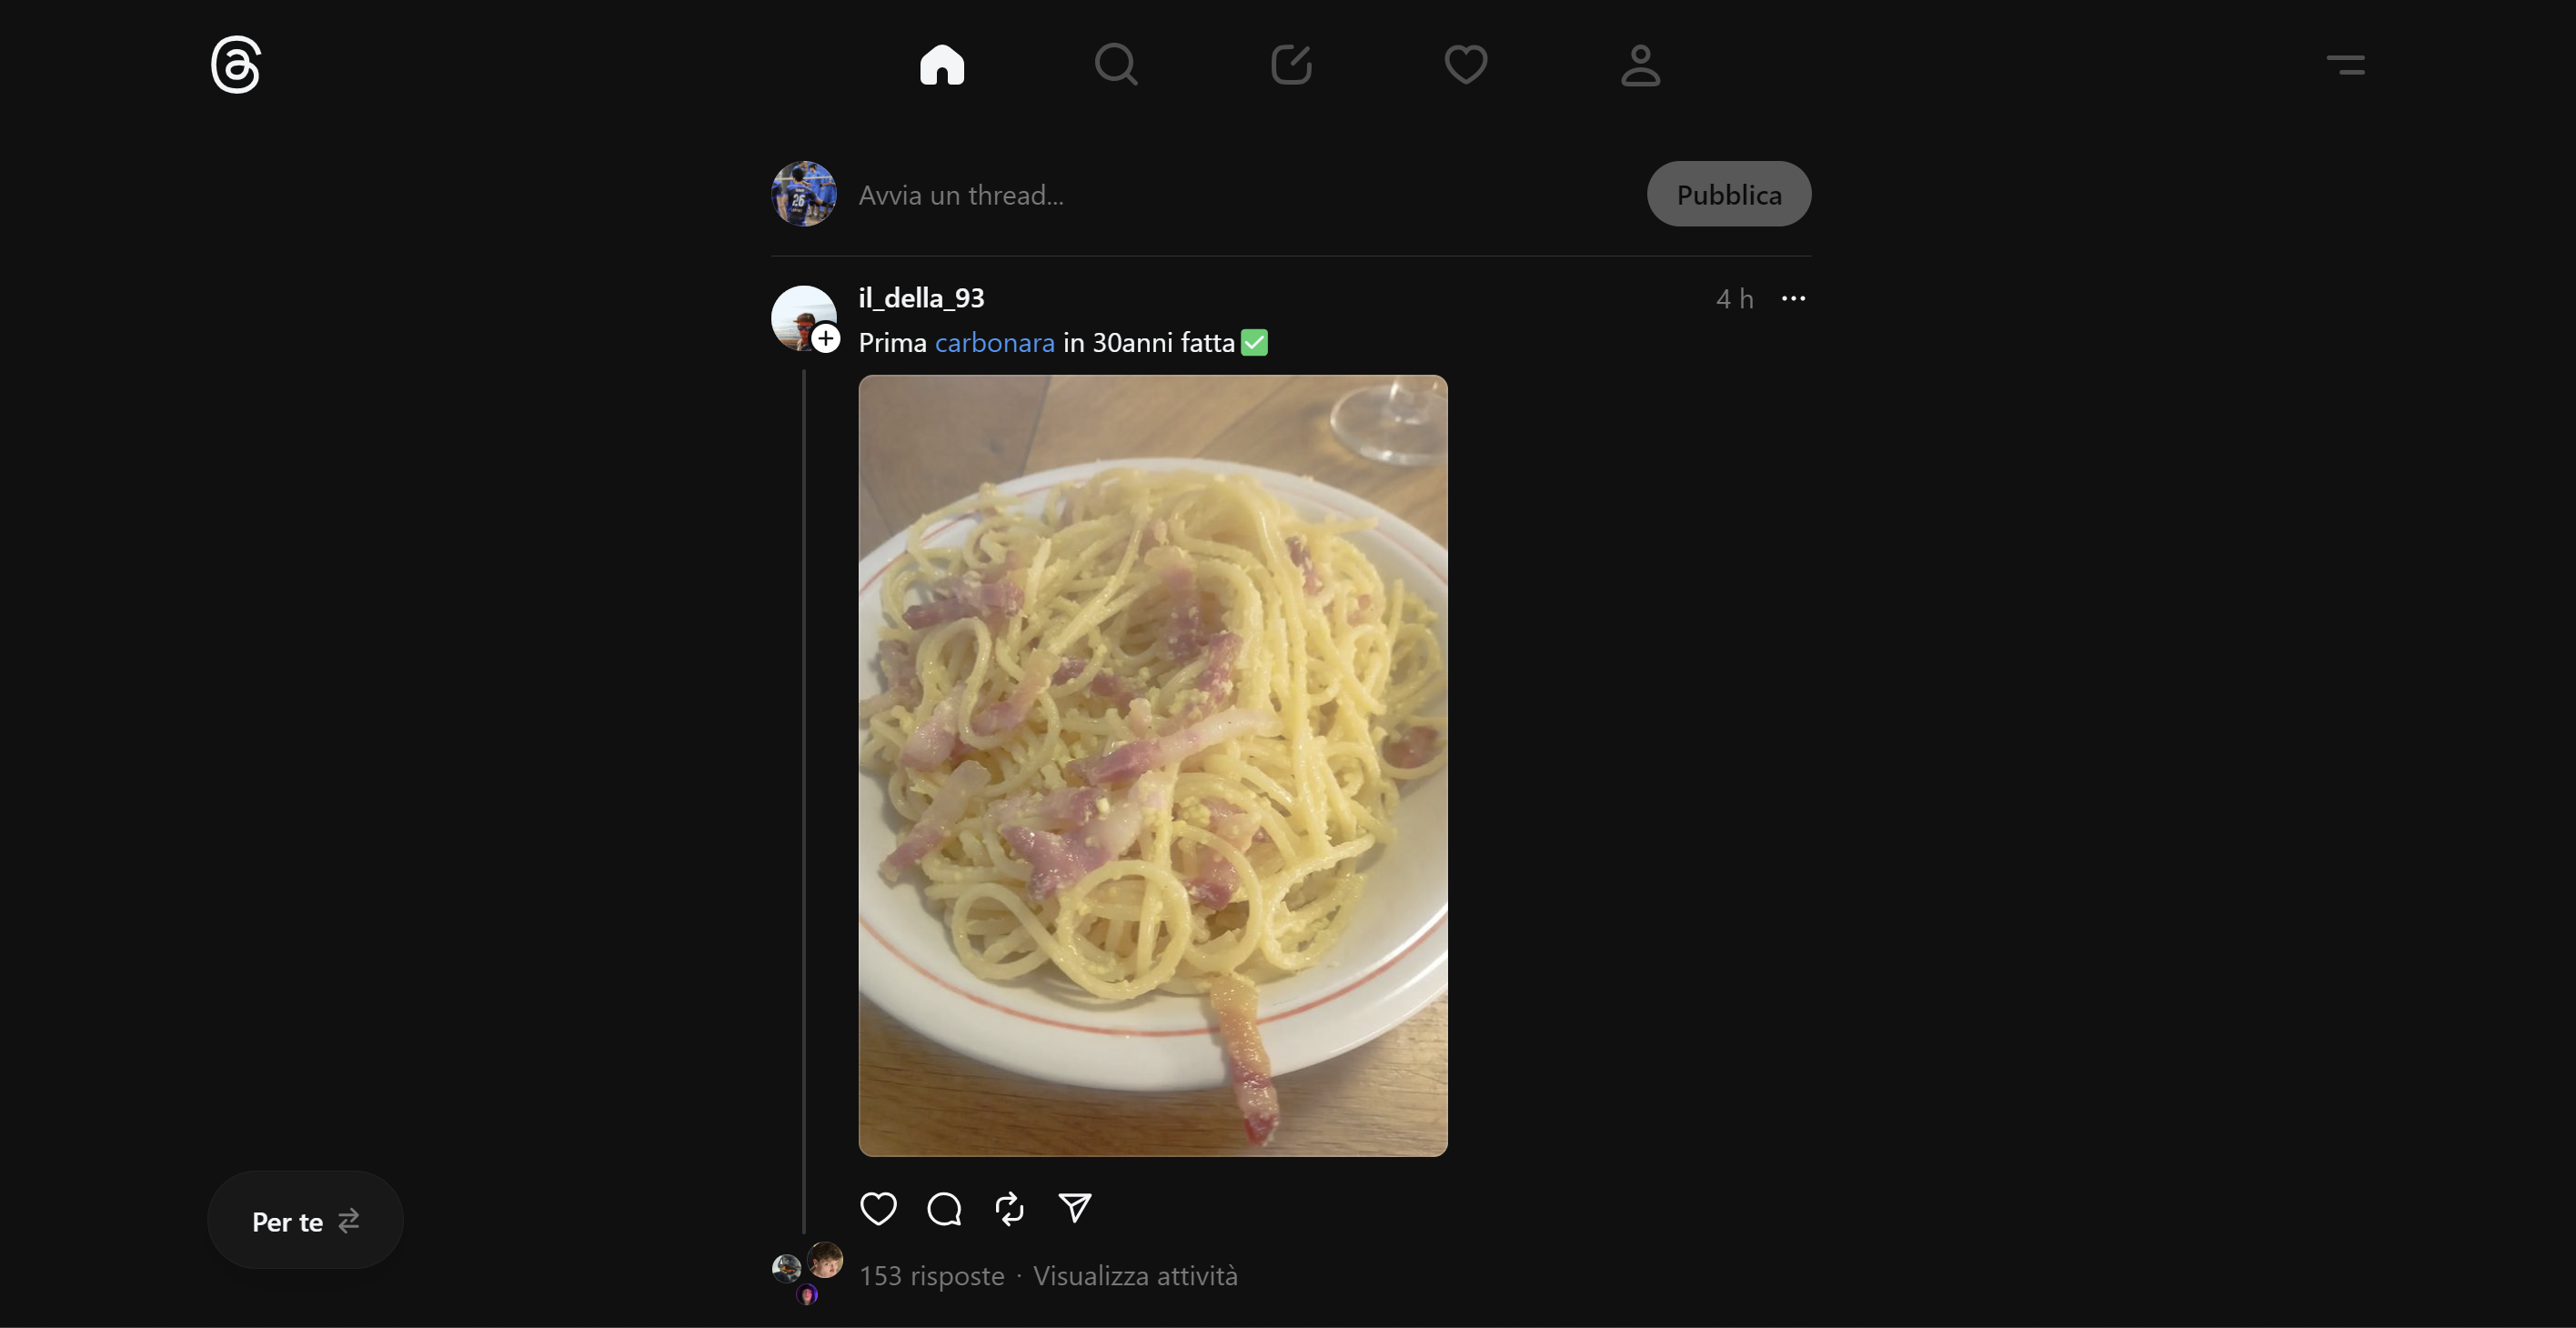 Avvia un thread...
Pubblica
il_della_93
4 h
Prima carbonara in 30anni fatta✅
153 risposte · Visualizza attività
Per te